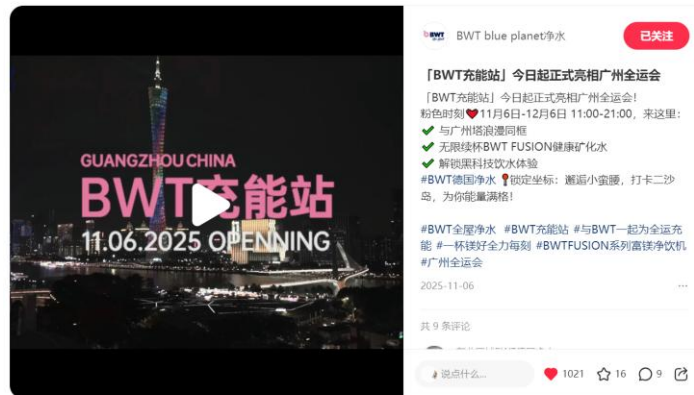 GUANGZHOU CHINA
BWT充能站
11.06.2025 OPENNING
BWT
BWT blue planet净水
已关注
「BWT充能站」今日起正式亮相广州全运会
「BWT充能站」今日起正式亮相广州全运会！
粉色时刻❤️11月6日-12月6日 11:00-21:00，来这里：
✔ 与广州塔浪漫同框
✔ 无限续杯BWT FUSION健康矿化水
✔ 解锁黑科技饮水体验
#BWT德国净水 📍锁定坐标：邂逅小蛮腰，打卡二沙
岛，为你能量满格！
#BWT全屋净水 #BWT充能站 #与BWT一起为全运充
能 #一杯镁好全力每刻 #BWTFUSION系列富镁净饮机
#广州全运会
2025-11-06
共 9 条评论
说点什么...
1021
16
9